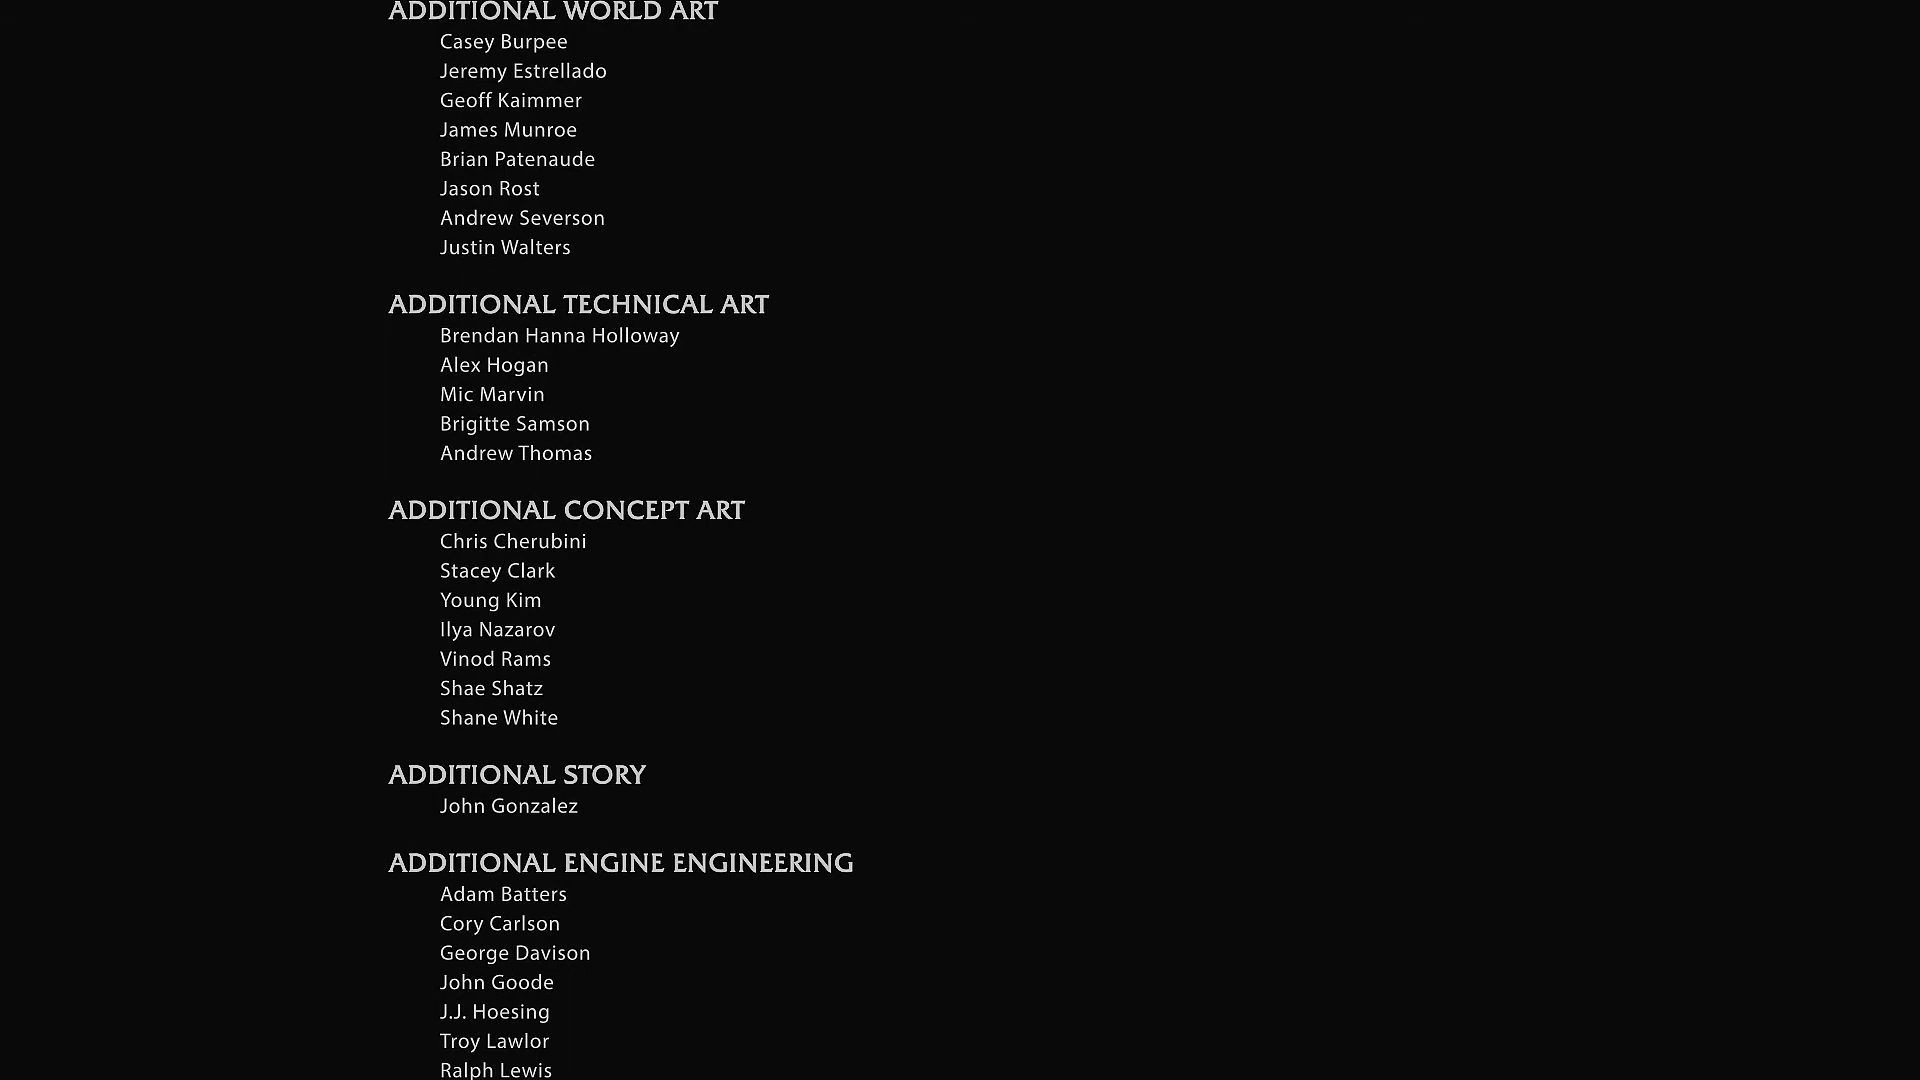 ADDITIONAL WORLD ART
Casey Burpee
Jeremy Estrellado
Geoff Kaimmer
James Munroe
Brian Patenaude
Jason Rost
Andrew Severson
Justin Walters
ADDITIONAL TECHNICAL ART
Brendan Hanna Holloway
Alex Hogan
Mic Marvin
Brigitte Samson
Andrew Thomas
ADDITIONAL CONCEPT ART
Chris Cherubini
Stacey Clark
Young Kim
Ilya Nazarov
Vinod Rams
Shae Shatz
Shane White
ADDITIONAL STORY
John Gonzalez
ADDITIONAL ENGINE ENGINEERING
Adam Batters
Cory Carlson
George Davison
John Goode
J.J. Hoesing
Troy Lawlor
Ralph Lewis